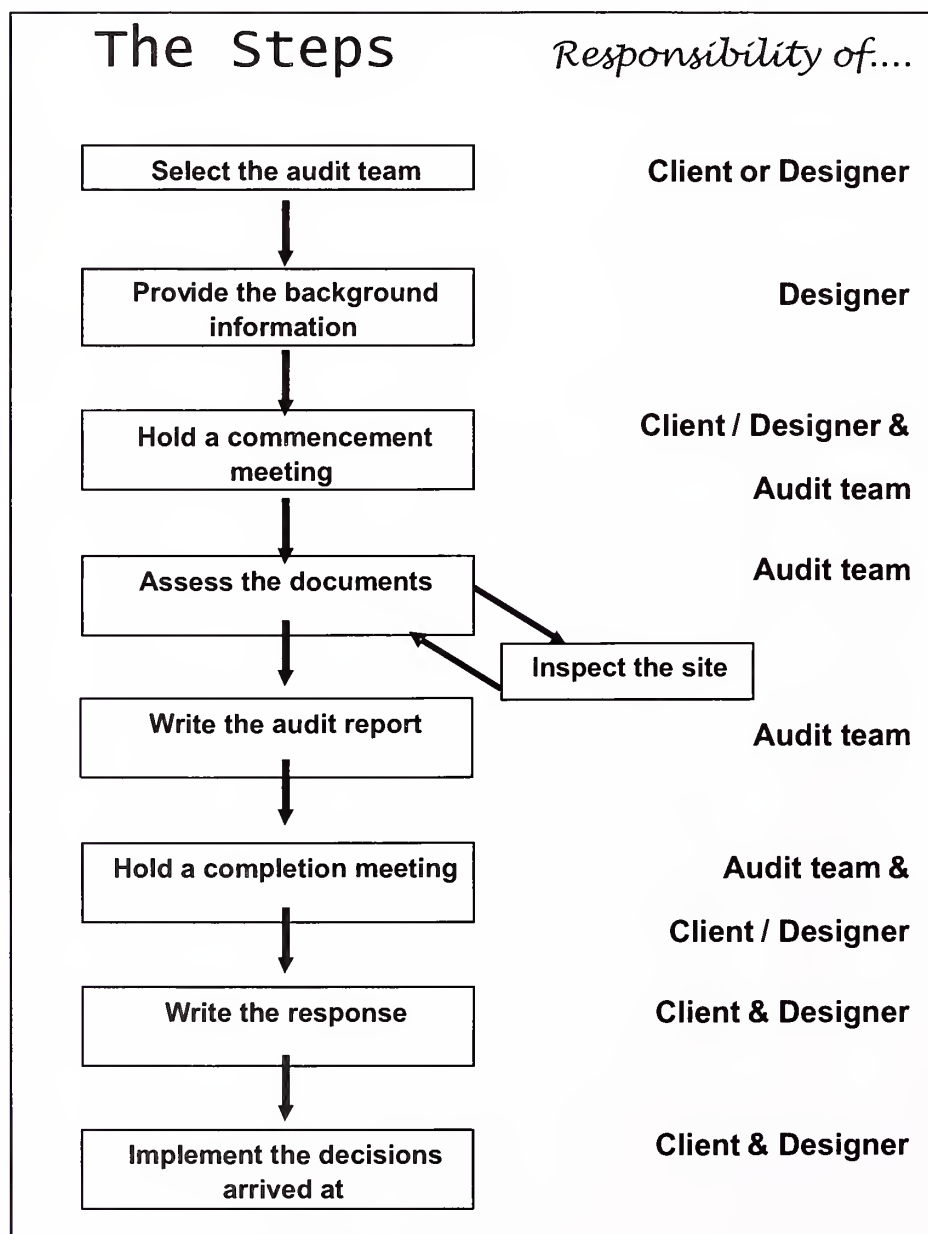 The Steps
Responsibility of....
Select the audit team
Client or Designer
Provide the background
information
Designer
Hold a commencement
meeting
Client / Designer &
Audit team
Assess the documents
Audit team
Inspect the site
Write the audit report
Audit team
Hold a completion meeting
Audit team &
Client / Designer
Write the response
Client & Designer
Implement the decisions
arrived at
Client & Designer